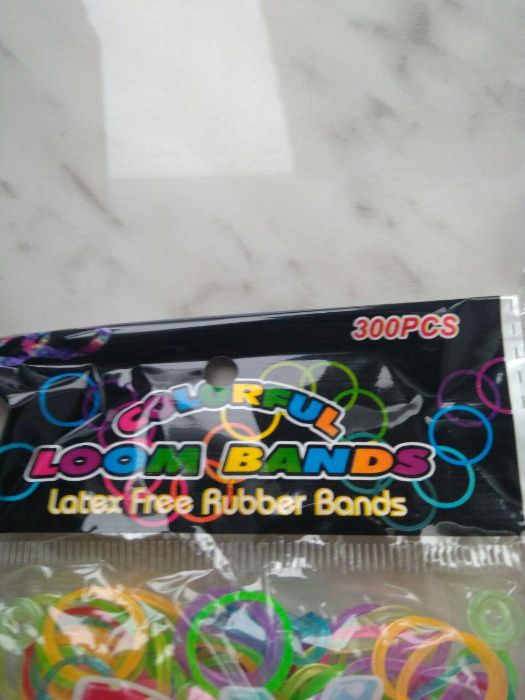 300PCS
COLORFUL
LOOM BANDS
Latex Free Rubber Bands